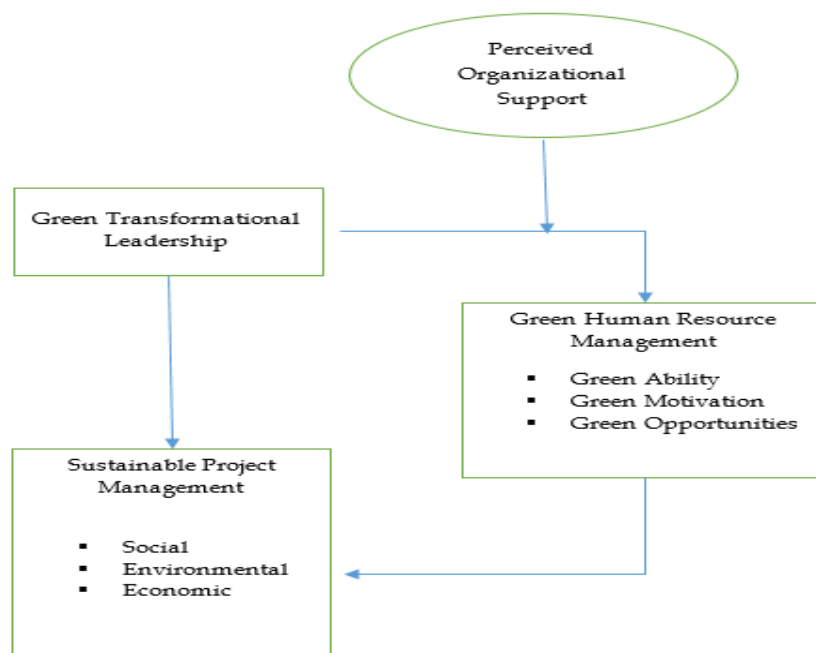 Perceived
Organizational
Support
Green Transformational
Leadership
Green Human Resource
Management
▪ Green Ability
▪ Green Motivation
▪ Green Opportunities
Sustainable Project
Management
▪ Social
▪ Environmental
▪ Economic